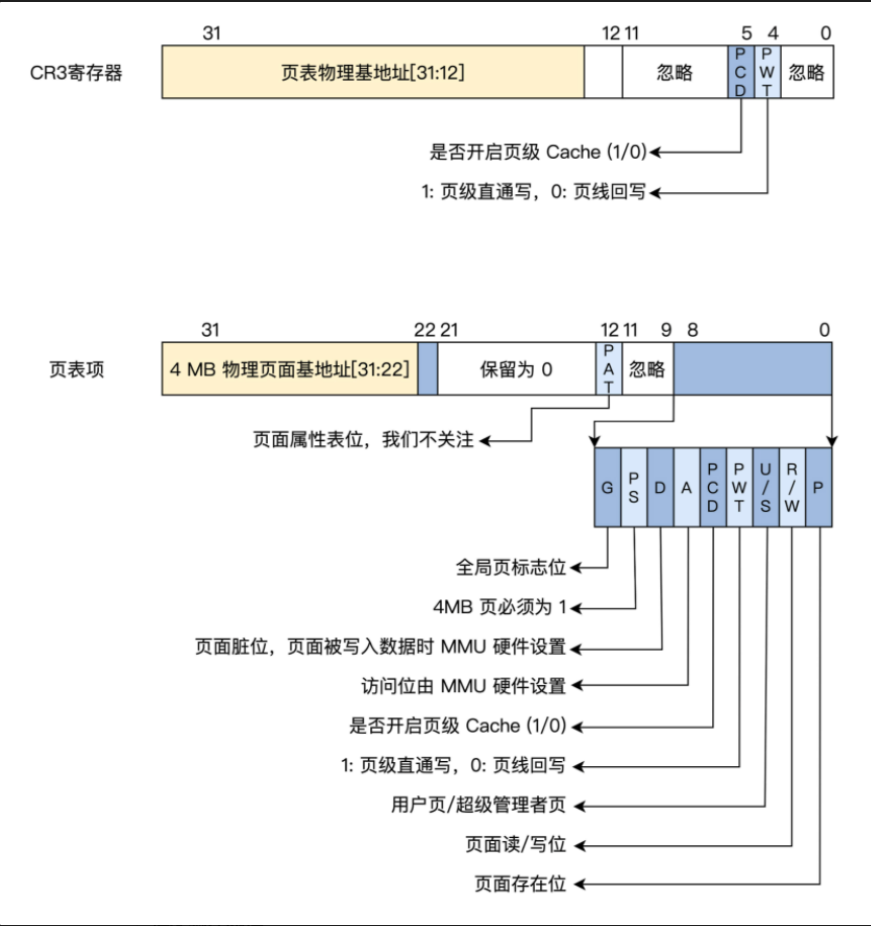 31 12 11 5 4 0
CR3寄存器 页表物理基地址[31:12] 忽略 PCD PWT 忽略
是否开启页级 Cache (1/0)
1: 页级直通写，0: 页线回写
31 22 21 12 11 9 8 0
页表项 4 MB 物理页面基地址[31:22] 保留为 0 PAT 忽略
页面属性表位，我们不关注
G PS D A PCD PWT U/S R/W P
全局页标志位
4MB 页必须为 1
页面脏位，页面被写入数据时 MMU 硬件设置
访问位由 MMU 硬件设置
是否开启页级 Cache (1/0)
1: 页级直通写，0: 页线回写
用户页/超级管理者页
页面读/写位
页面存在位